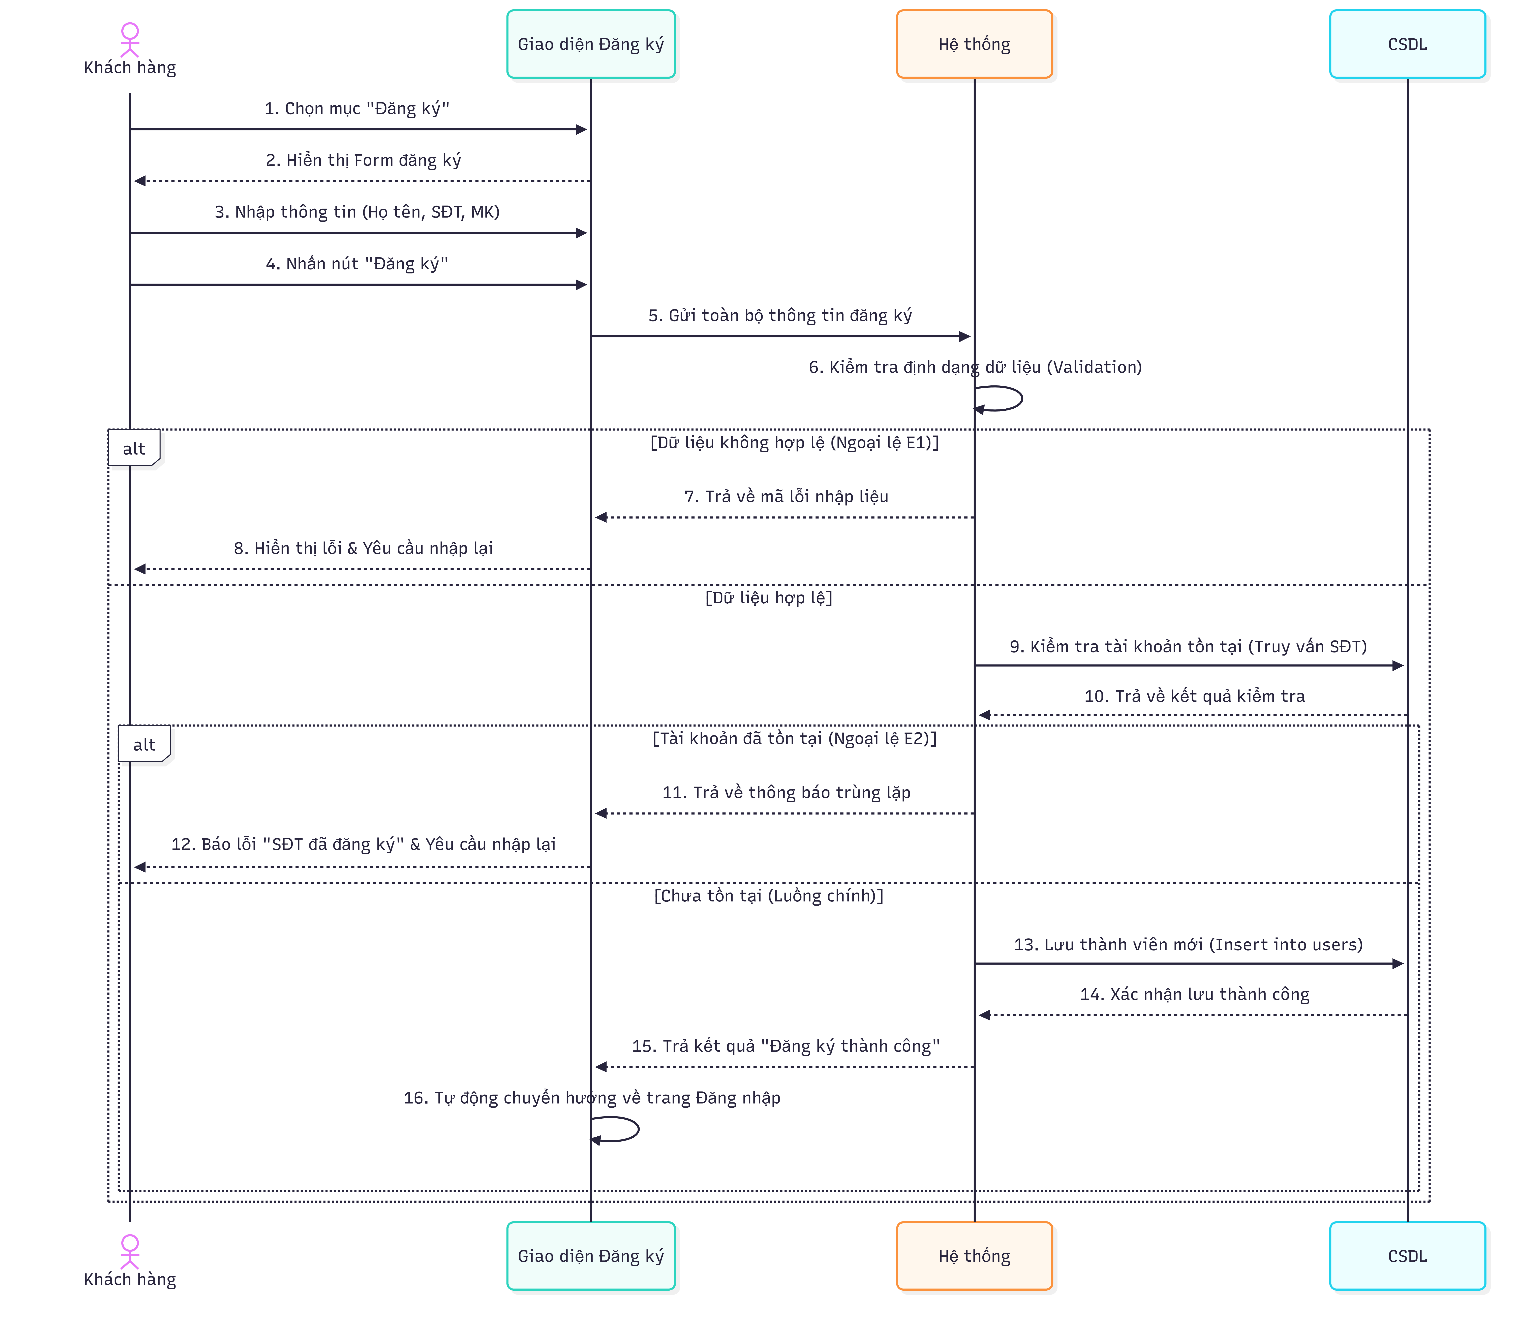 Khách hàng
Giao diện Đăng ký
Hệ thống
CSDL
1. Chọn mục "Đăng ký"
2. Hiển thị Form đăng ký
3. Nhập thông tin (Họ tên, SĐT, MK)
4. Nhấn nút "Đăng ký"
5. Gửi toàn bộ thông tin đăng ký
6. Kiểm tra định dạng dữ liệu (Validation)
alt
[Dữ liệu không hợp lệ (Ngoại lệ E1)]
7. Trả về mã lỗi nhập liệu
8. Hiển thị lỗi & Yêu cầu nhập lại
[Dữ liệu hợp lệ]
9. Kiểm tra tài khoản tồn tại (Truy vấn SĐT)
10. Trả về kết quả kiểm tra
alt
[Tài khoản đã tồn tại (Ngoại lệ E2)]
11. Trả về thông báo trùng lặp
12. Báo lỗi "SĐT đã đăng ký" & Yêu cầu nhập lại
[Chưa tồn tại (Luồng chính)]
13. Lưu thành viên mới (Insert into users)
14. Xác nhận lưu thành công
15. Trả kết quả "Đăng ký thành công"
16. Tự động chuyển hướng về trang Đăng nhập
Khách hàng
Giao diện Đăng ký
Hệ thống
CSDL